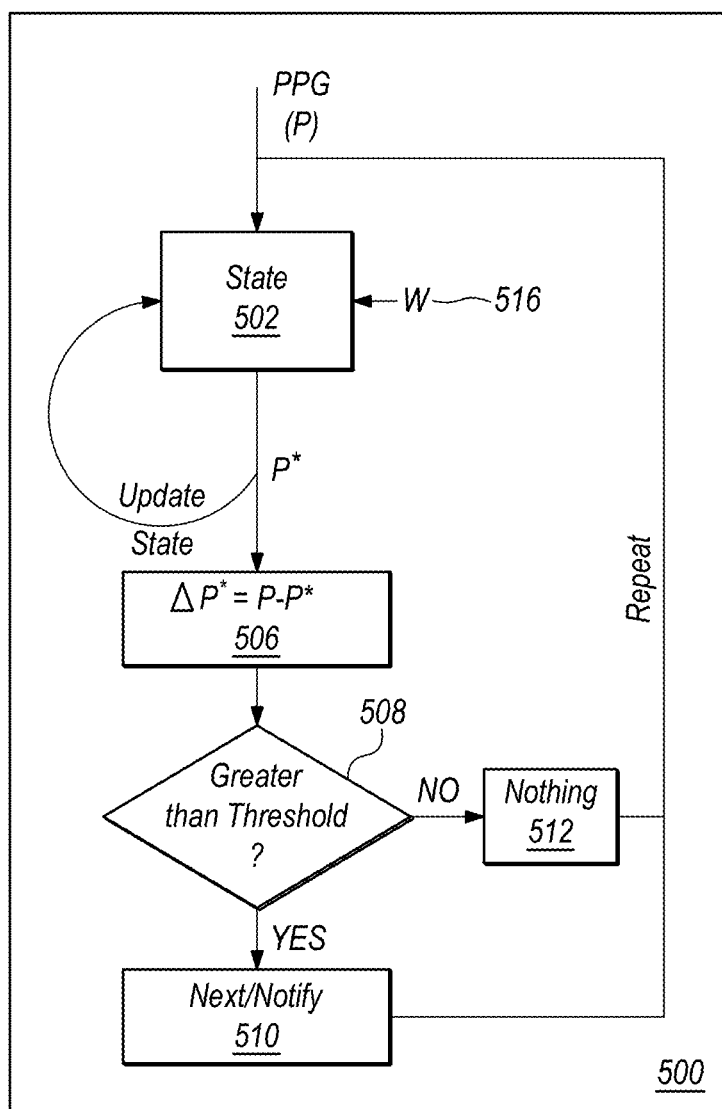 PPG
(P)
State
502
W
516
P*
Update
State
Δ P* = P-P*
506
Repeat
508
Greater
than Threshold
?
NO
Nothing
512
YES
Next/Notify
510
500